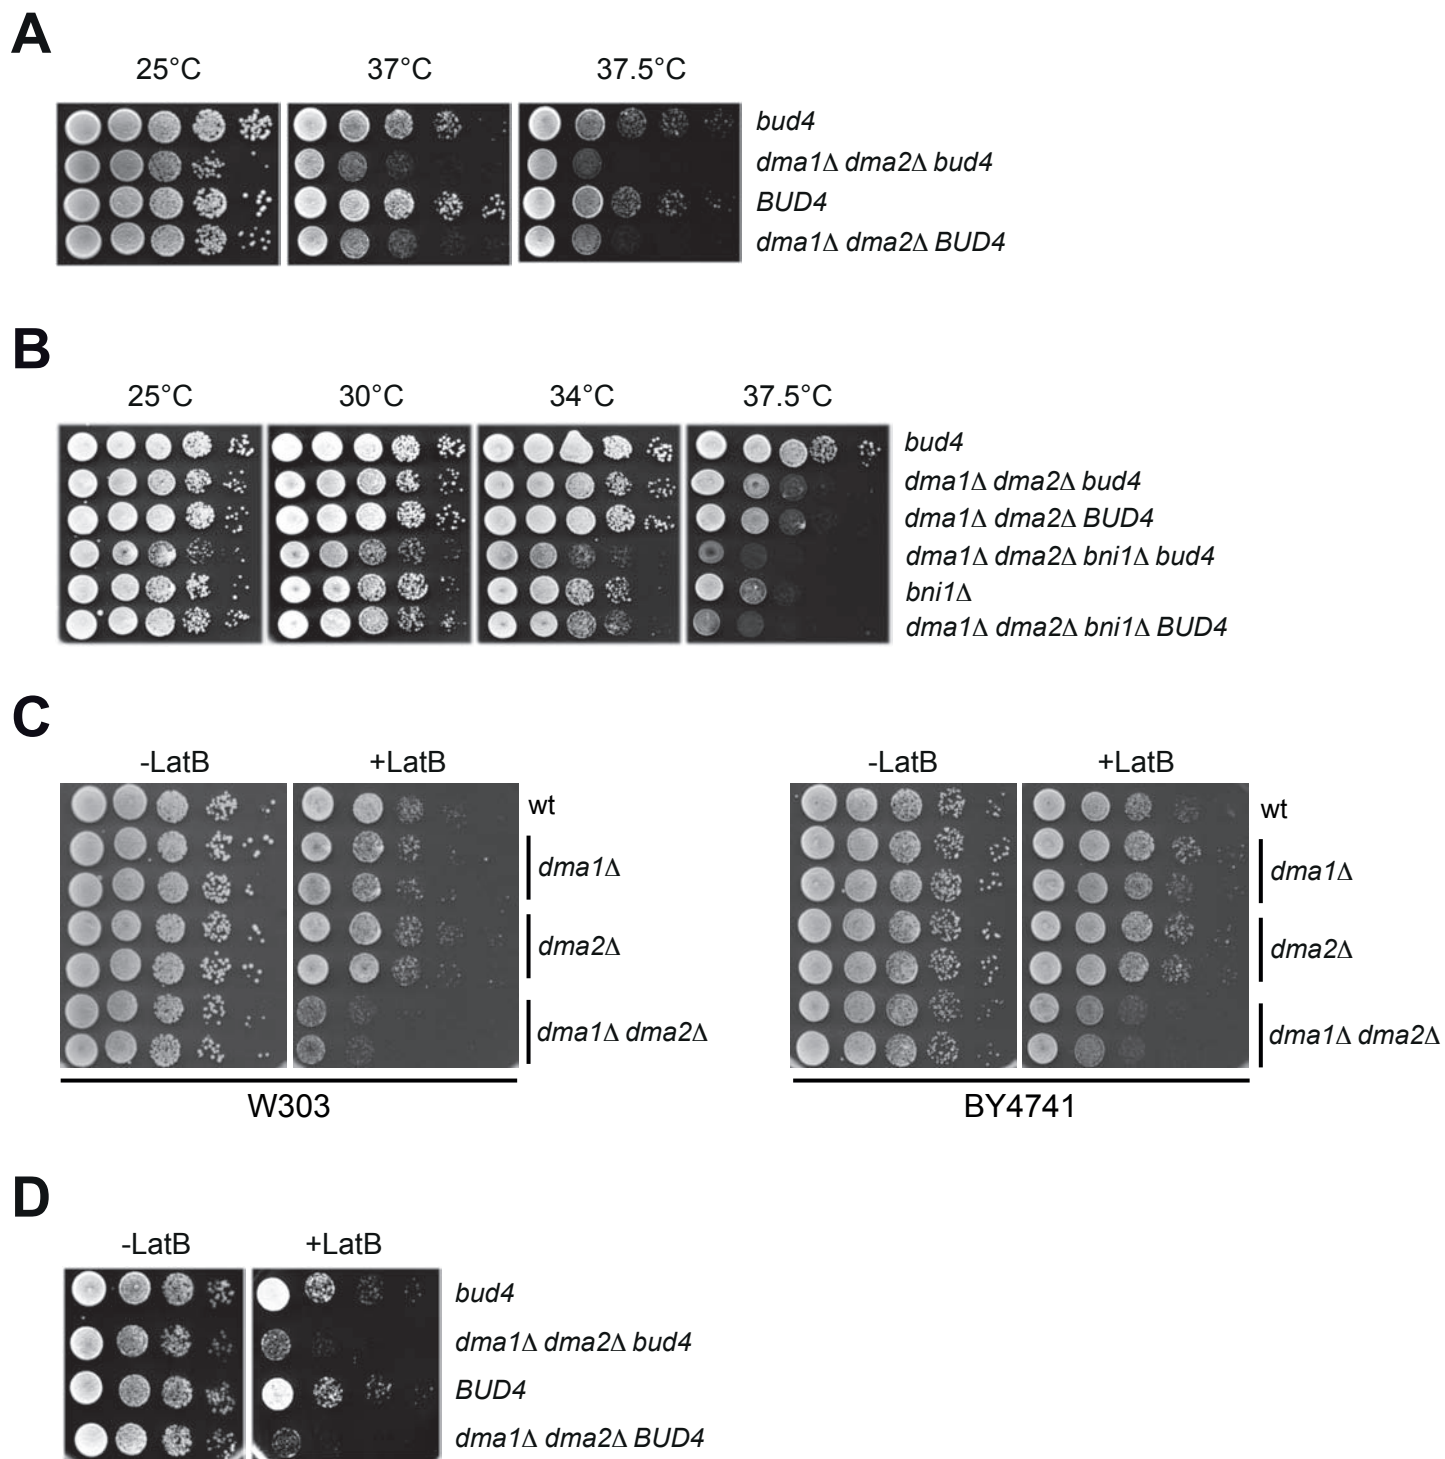 A
25°C 37°C 37.5°C
bud4
dma1Δ dma2Δ bud4
BUD4
dma1Δ dma2Δ BUD4
B
25°C 30°C 34°C 37.5°C
bud4
dma1Δ dma2Δ bud4
dma1Δ dma2Δ BUD4
dma1Δ dma2Δ bni1Δ bud4
bni1Δ
dma1Δ dma2Δ bni1Δ BUD4
C
-LatB +LatB
wt
dma1Δ
dma2Δ
dma1Δ dma2Δ
W303
-LatB +LatB
wt
dma1Δ
dma2Δ
dma1Δ dma2Δ
BY4741
D
-LatB +LatB
bud4
dma1Δ dma2Δ bud4
BUD4
dma1Δ dma2Δ BUD4